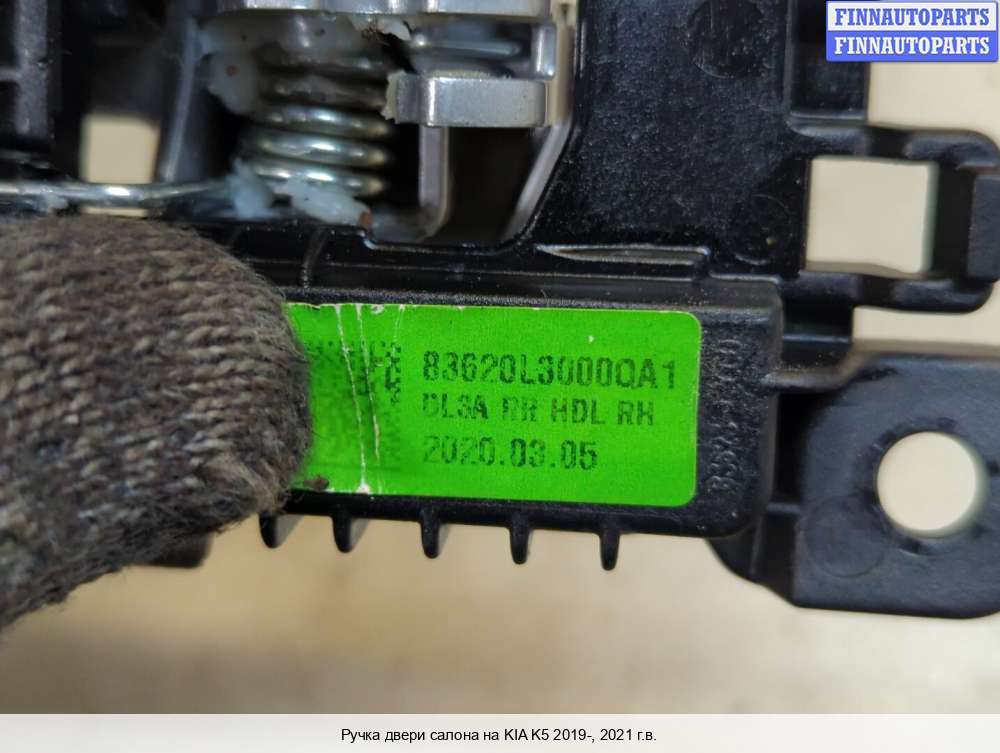 FINNAUTOPARTS
FINNAUTOPARTS
83620L3000QA1
DL3A RR HDL RH
2020.03.05
Ручка двери салона на KIA K5 2019-, 2021 г.в.